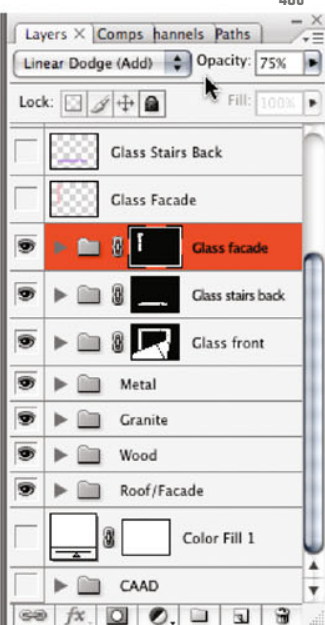 Layers × Comps hannels Paths
Linear Dodge (Add) Opacity: 75%
Lock: Fill: 100%
Glass Stairs Back
Glass Facade
Glass facade
Glass stairs back
Glass front
Metal
Granite
Wood
Roof/Facade
Color Fill 1
CAAD
fx.